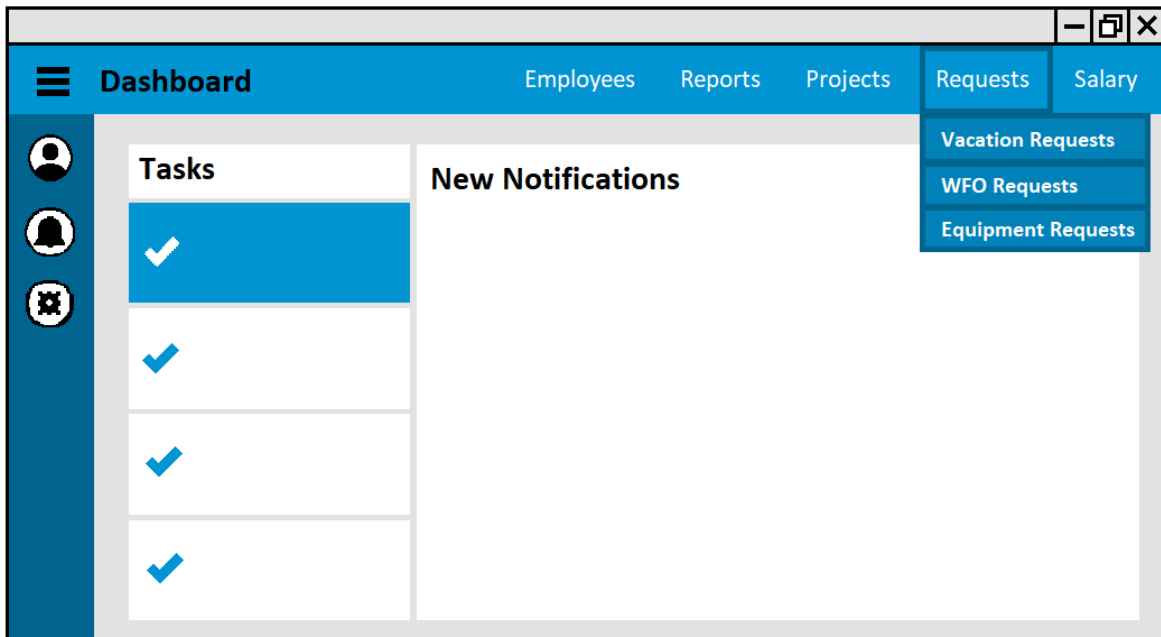 Dashboard
Employees
Reports
Projects
Requests
Salary
Vacation Requests
WFO Requests
Equipment Requests
Tasks
New Notifications